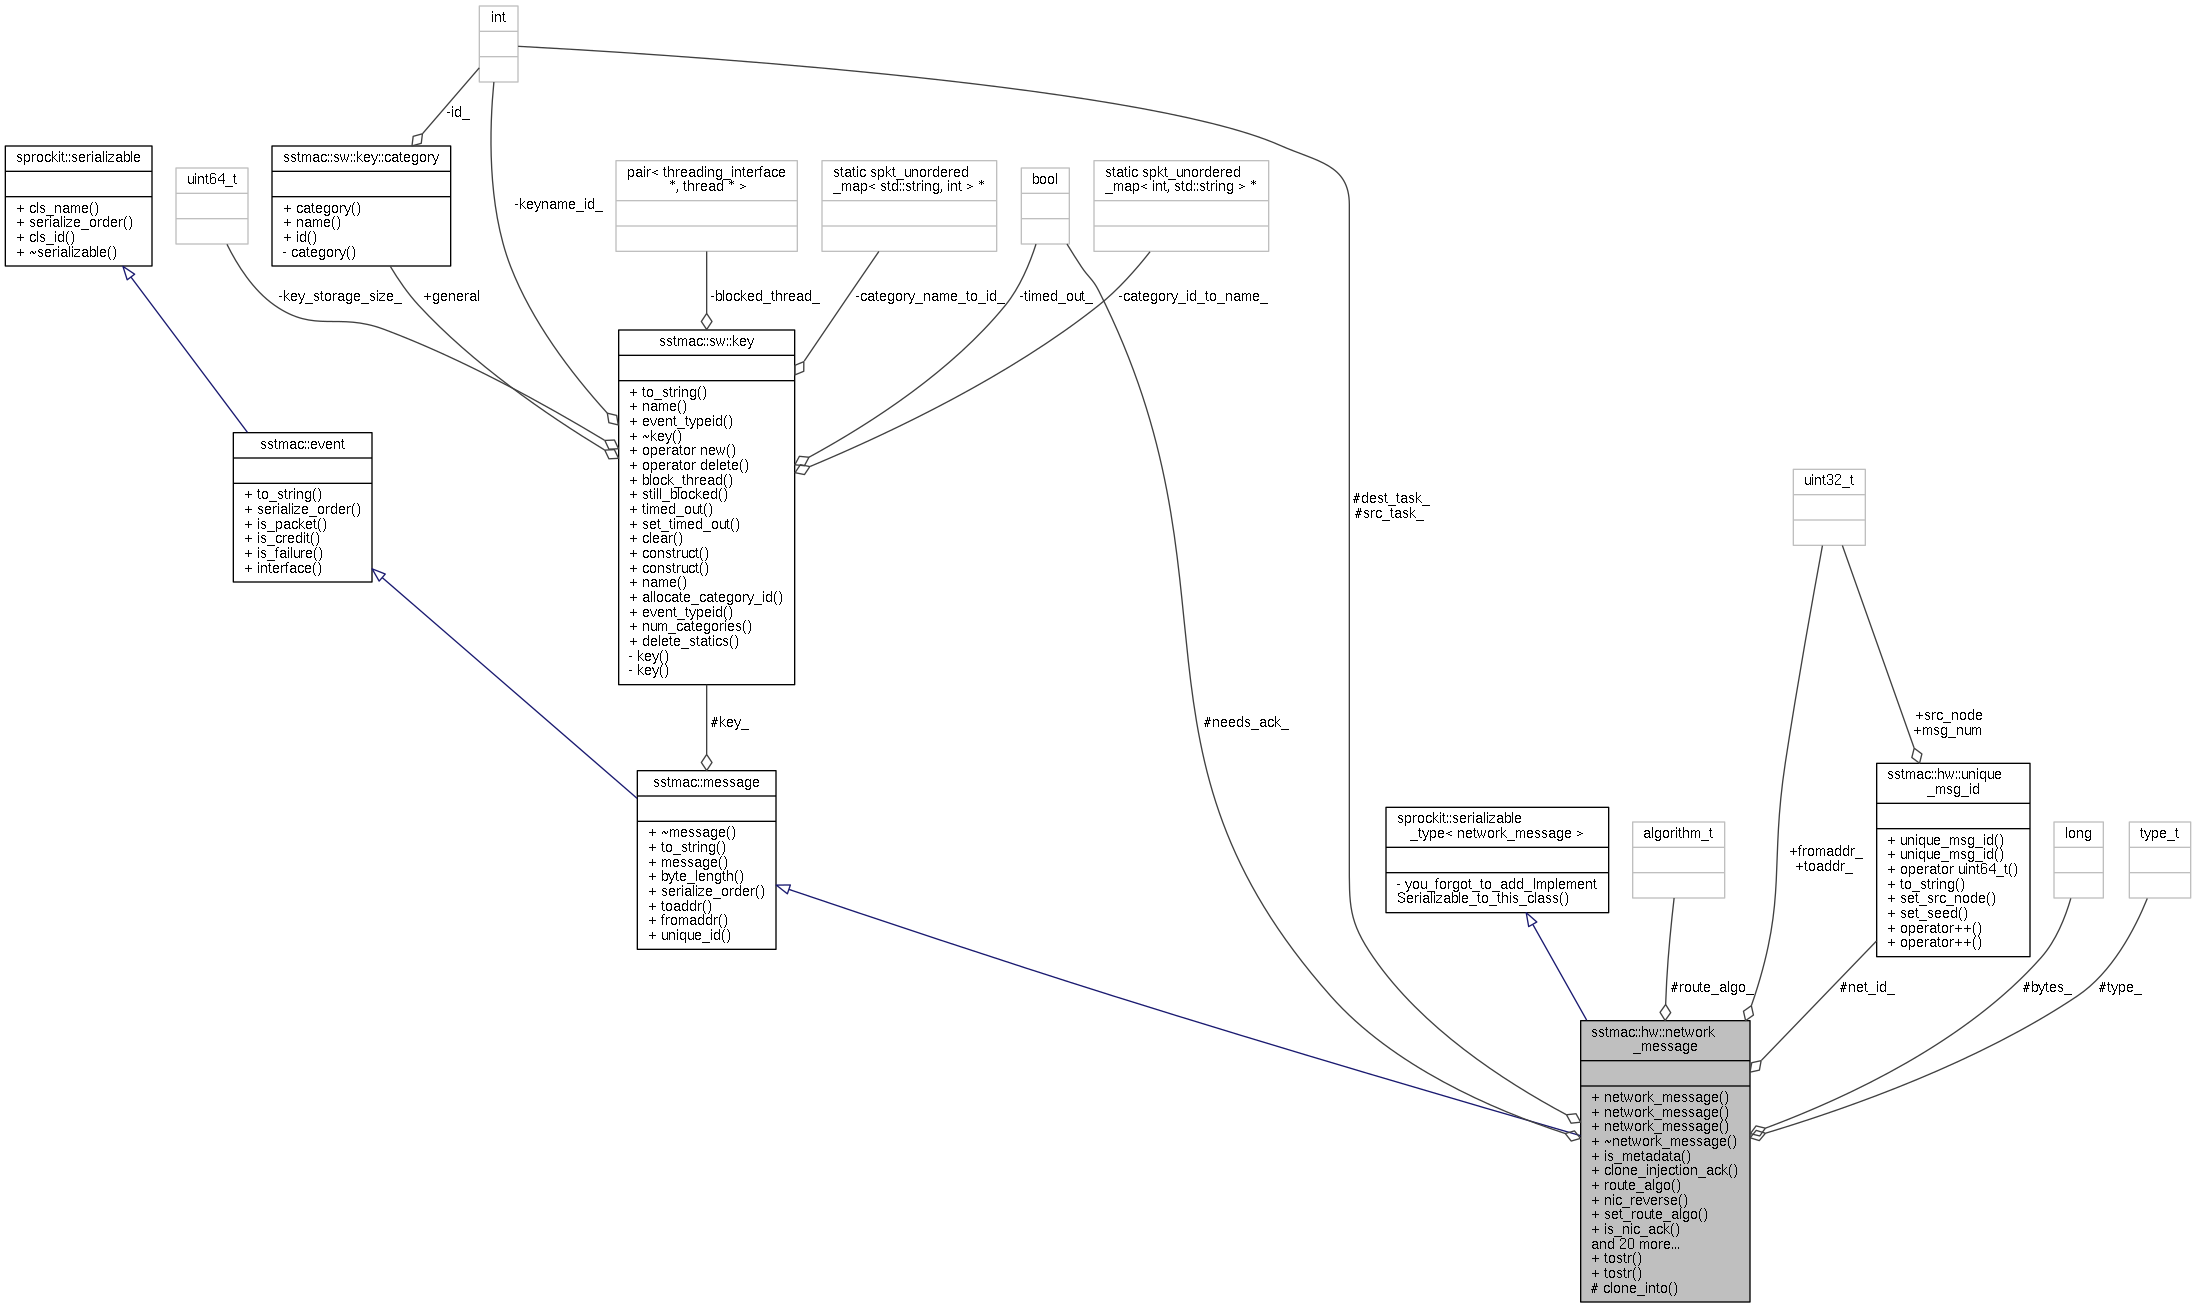 int
-id_
sprockit::serializable
+ cls_name()
+ serialize_order()
+ cls_id()
+ ~serializable()
uint64_t
sstmac::sw::key::category
+ category()
+ name()
+ id()
- category()
-keyname_id_
pair< threading_interface
*, thread * >
static spkt_unordered
_map< std::string, int > *
bool
static spkt_unordered
_map< int, std::string > *
-key_storage_size_
+general
-blocked_thread_
-category_name_to_id_
-timed_out_
-category_id_to_name_
sstmac::sw::key
+ to_string()
+ name()
+ event_typeid()
+ ~key()
+ operator new()
+ operator delete()
+ block_thread()
+ still_blocked()
+ timed_out()
+ set_timed_out()
+ clear()
+ construct()
+ construct()
+ name()
+ allocate_category_id()
+ event_typeid()
+ num_categories()
+ delete_statics()
- key()
- key()
sstmac::event
+ to_string()
+ serialize_order()
+ is_packet()
+ is_credit()
+ is_failure()
+ interface()
#dest_task_
#src_task_
uint32_t
#key_
#needs_ack_
+src_node
+msg_num
sstmac::message
+ ~message()
+ to_string()
+ message()
+ byte_length()
+ serialize_order()
+ toaddr()
+ fromaddr()
+ unique_id()
sprockit::serializable
_type< network_message >
- you_forgot_to_add_Implement
Serializable_to_this_class()
algorithm_t
+fromaddr_
+toaddr_
sstmac::hw::unique
_msg_id
+ unique_msg_id()
+ unique_msg_id()
+ operator uint64_t()
+ to_string()
+ set_src_node()
+ set_seed()
+ operator++()
+ operator++()
long
type_t
#route_algo_
#net_id_
#bytes_
#type_
sstmac::hw::network
_message
+ network_message()
+ network_message()
+ network_message()
+ ~network_message()
+ is_metadata()
+ clone_injection_ack()
+ route_algo()
+ nic_reverse()
+ set_route_algo()
+ is_nic_ack()
and 20 more...
+ tostr()
+ tostr()
# clone_into()